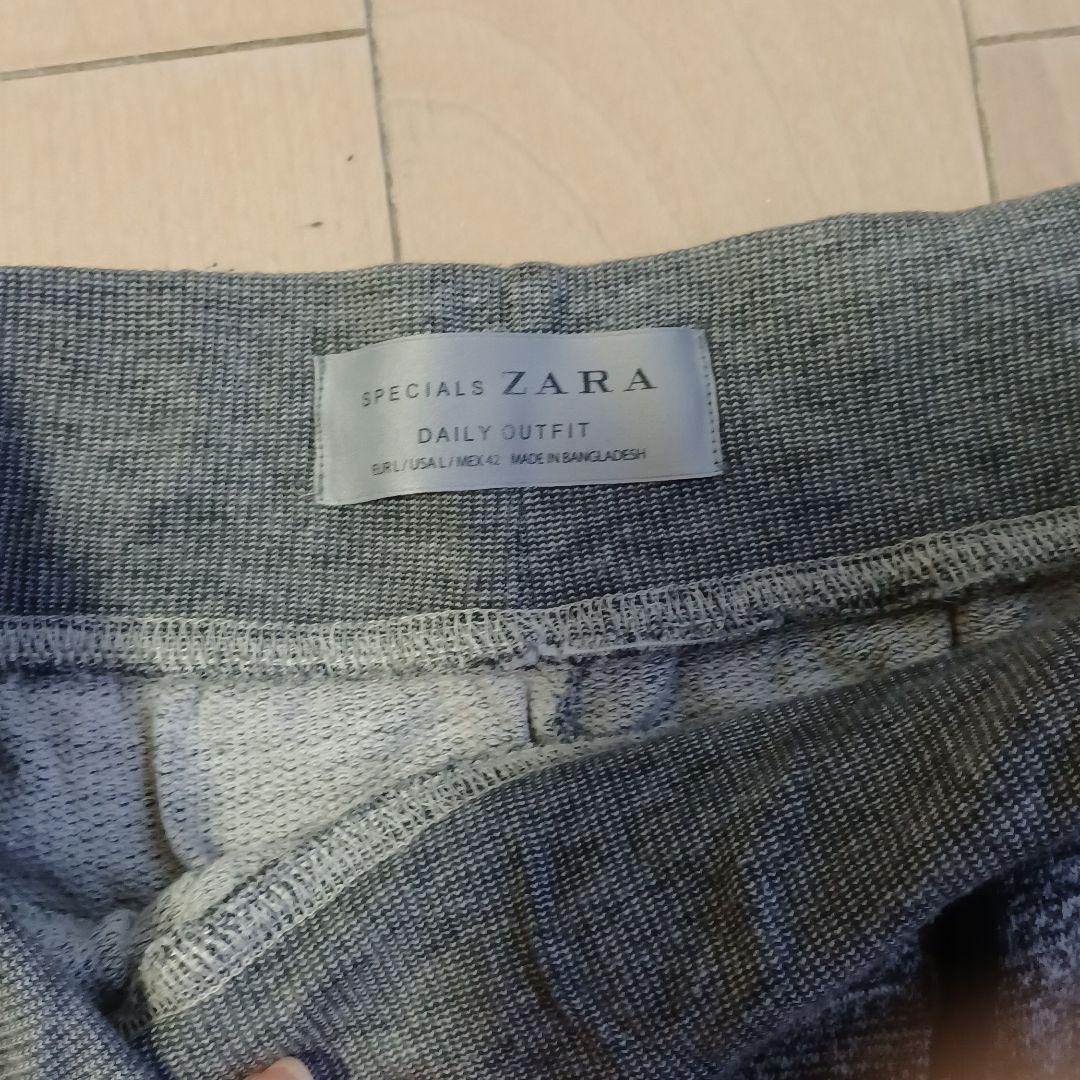 SPECIALS ZARA
DAILY OUTFIT
EUR L / USA L / MEX 42 MADE IN BANGLADESH